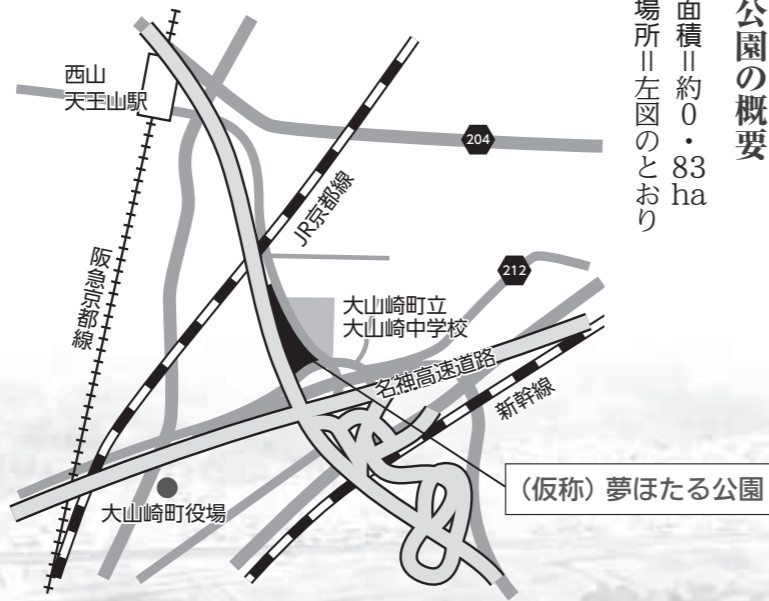 公園の概要
面積＝約0・83ha
場所＝左図のとおり
西山
天王山駅
204
JR京都線
阪急京都線
212
大山崎町立
大山崎中学校
名神高速道路
新幹線
（仮称）夢ほたる公園
大山崎町役場